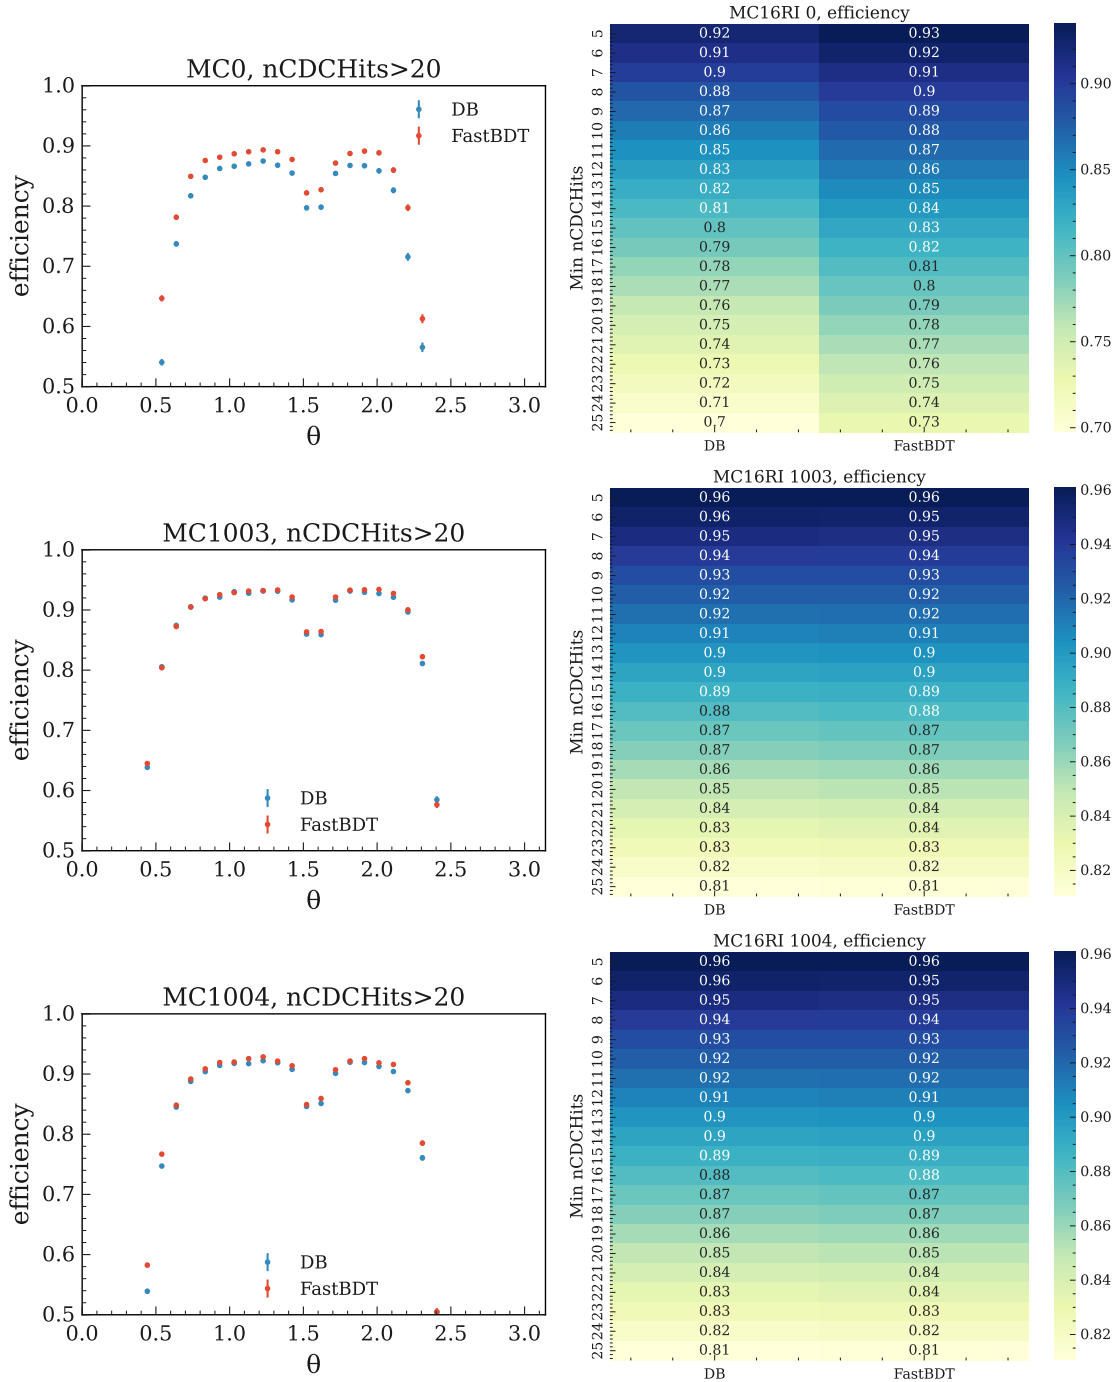 MC0, nCDCHits>20
DB
FastBDT
efficiency
1.0
0.9
0.8
0.7
0.6
0.5
0.0 0.5 1.0 1.5 2.0 2.5 3.0
θ
MC16RI 0, efficiency
Min nCDCHits
5 0.92 0.93
6 0.91 0.92
7 0.9 0.91
8 0.88 0.9
9 0.87 0.89
10 0.86 0.88
11 0.85 0.87
12 0.83 0.86
13 0.82 0.85
14 0.81 0.84
15 0.8 0.83
16 0.79 0.82
17 0.78 0.81
18 0.77 0.8
19 0.76 0.79
20 0.75 0.78
21 0.74 0.77
22 0.73 0.76
23 0.72 0.75
24 0.71 0.74
25 0.7 0.73
DB FastBDT
0.90
0.85
0.80
0.75
0.70
MC1003, nCDCHits>20
efficiency
1.0
0.9
0.8
0.7
0.6
0.5
DB
FastBDT
0.0 0.5 1.0 1.5 2.0 2.5 3.0
θ
MC16RI 1003, efficiency
Min nCDCHits
5 0.96 0.96
6 0.96 0.95
7 0.95 0.95
8 0.94 0.94
9 0.93 0.93
10 0.92 0.92
11 0.92 0.92
12 0.91 0.91
13 0.9 0.9
14 0.9 0.9
15 0.89 0.89
16 0.88 0.88
17 0.87 0.87
18 0.87 0.87
19 0.86 0.86
20 0.85 0.85
21 0.84 0.84
22 0.83 0.84
23 0.83 0.83
24 0.82 0.82
25 0.81 0.81
DB FastBDT
0.96
0.94
0.92
0.90
0.88
0.86
0.84
0.82
MC1004, nCDCHits>20
efficiency
1.0
0.9
0.8
0.7
0.6
0.5
DB
FastBDT
0.0 0.5 1.0 1.5 2.0 2.5 3.0
θ
MC16RI 1004, efficiency
Min nCDCHits
5 0.96 0.96
6 0.96 0.95
7 0.95 0.95
8 0.94 0.94
9 0.93 0.93
10 0.92 0.92
11 0.92 0.92
12 0.91 0.91
13 0.9 0.9
14 0.9 0.9
15 0.89 0.89
16 0.88 0.88
17 0.87 0.87
18 0.87 0.87
19 0.86 0.86
20 0.85 0.85
21 0.84 0.84
22 0.83 0.84
23 0.83 0.83
24 0.82 0.82
25 0.81 0.81
DB FastBDT
0.96
0.94
0.92
0.90
0.88
0.86
0.84
0.82